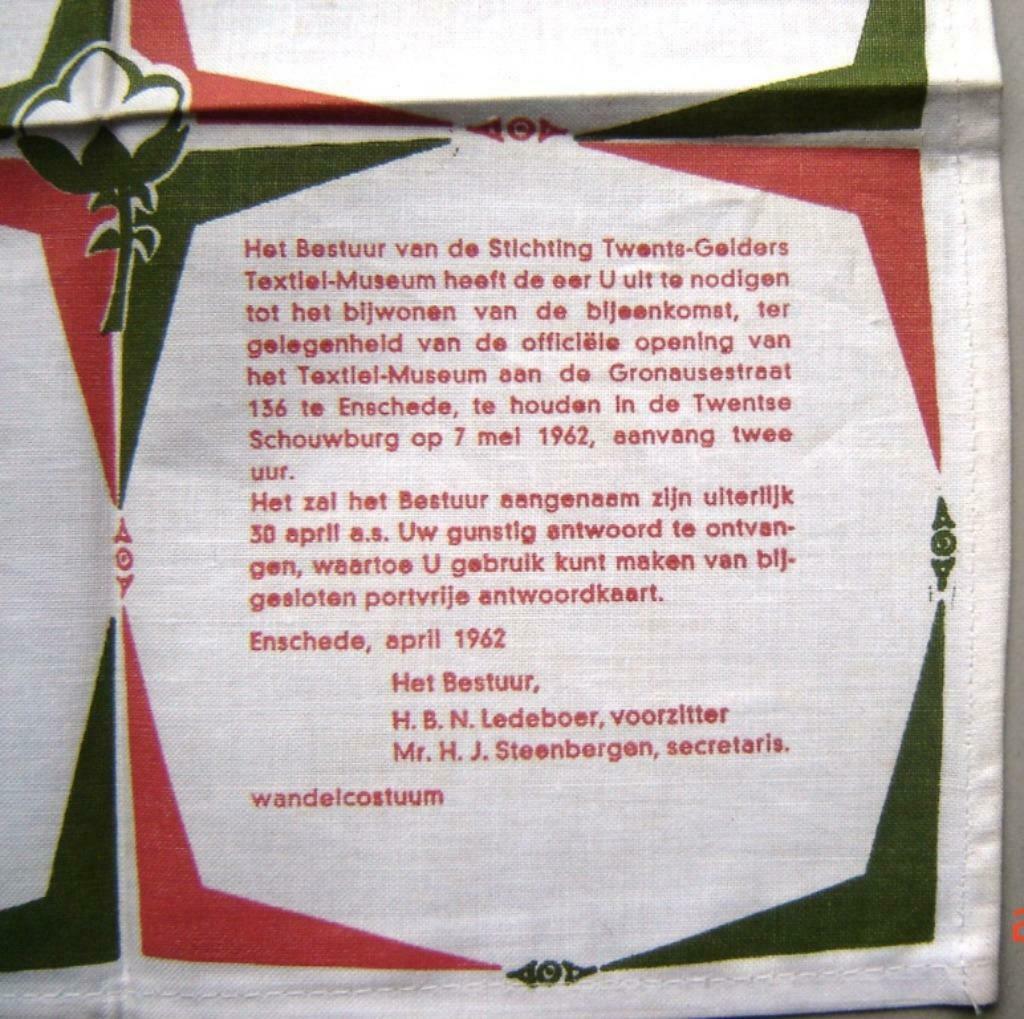 Het Bestuur van de Stichting Twents-Gelders
Textiel-Museum heeft de eer U uit te nodigen
tot het bijwonen van de bijeenkomst, ter
gelegenheid van de officiële opening van
het Textiel-Museum aan de Gronausestraat
136 te Enschede, te houden in de Twentse
Schouwburg op 7 mei 1962, aanvang twee
uur.
Het zal het Bestuur aangenaam zijn uiterlijk
30 april a.s. Uw gunstig antwoord te ontvan-
gen, waartoe U gebruik kunt maken van bij-
gesloten portvrije antwoordkaart.
Enschede, april 1962
Het Bestuur,
H. B. N. Ledeboer, voorzitter
Mr. H. J. Steenbergen, secretaris.
wandelcostuum